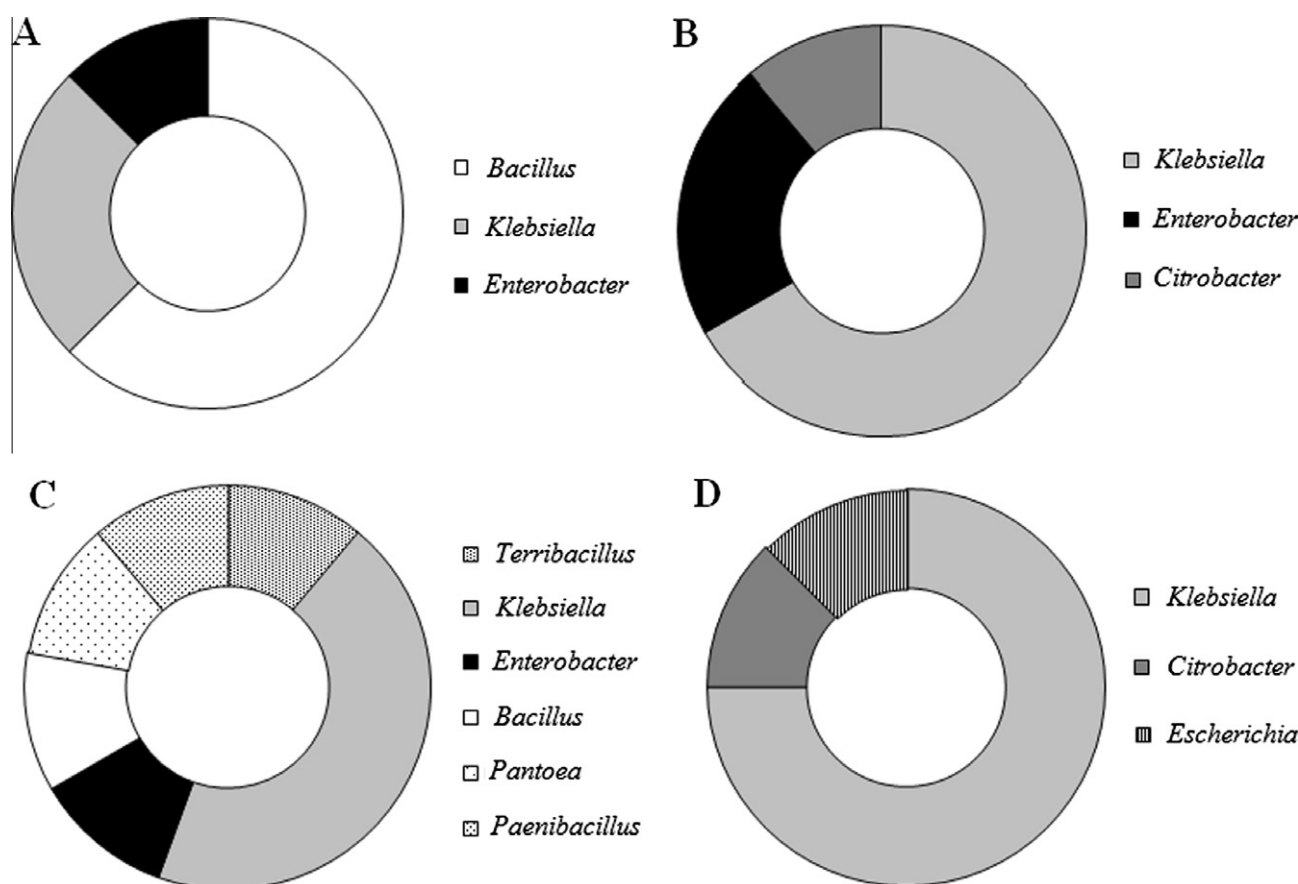 A
Bacillus
Klebsiella
Enterobacter
B
Klebsiella
Enterobacter
Citrobacter
C
Terribacillus
Klebsiella
Enterobacter
Bacillus
Pantoea
Paenibacillus
D
Klebsiella
Citrobacter
Escherichia